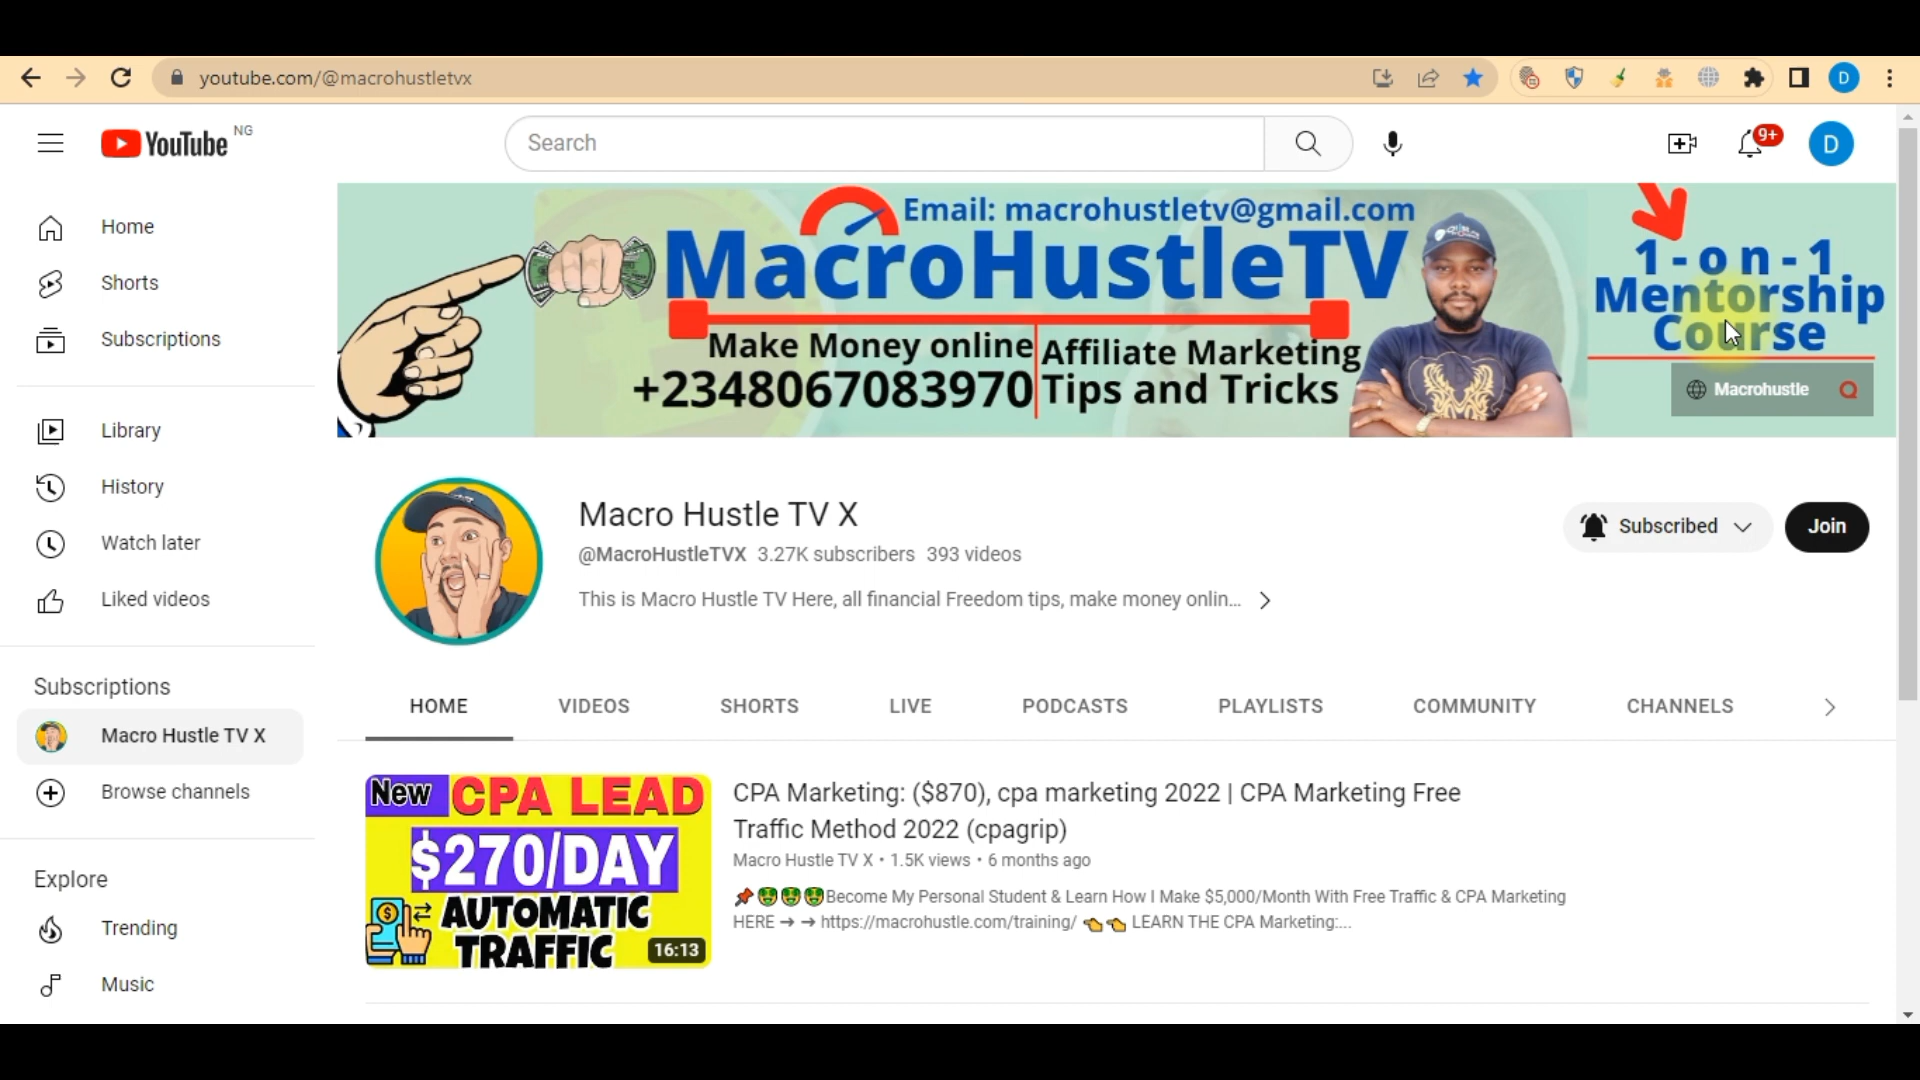 youtube.com/@macrohustletvx
D
YouTube NG
Search
9+
D
Home
Shorts
Subscriptions
Library
History
Watch later
Liked videos
Subscriptions
Macro Hustle TV X
Browse channels
Explore
Trending
Music
Email: macrohustletv@gmail.com
MacroHustleTV
Make Money online
+2348067083970
Affiliate Marketing
Tips and Tricks
1-on-1
Mentorship
Course
Macrohustle
Macro Hustle TV X
@MacroHustleTVX 3.27K subscribers 393 videos
This is Macro Hustle TV Here, all financial Freedom tips, make money onlin...
Subscribed
Join
HOME VIDEOS SHORTS LIVE PODCASTS PLAYLISTS COMMUNITY CHANNELS
New CPA LEAD
$270/DAY
AUTOMATIC
TRAFFIC
16:13
CPA Marketing: ($870), cpa marketing 2022 | CPA Marketing Free
Traffic Method 2022 (cpagrip)
Macro Hustle TV X • 1.5K views • 6 months ago
📌🤑🤑🤑Become My Personal Student & Learn How I Make $5,000/Month With Free Traffic & CPA Marketing
HERE ➝ ➝ https://macrohustle.com/training/ 👈👈 LEARN THE CPA Marketing:...